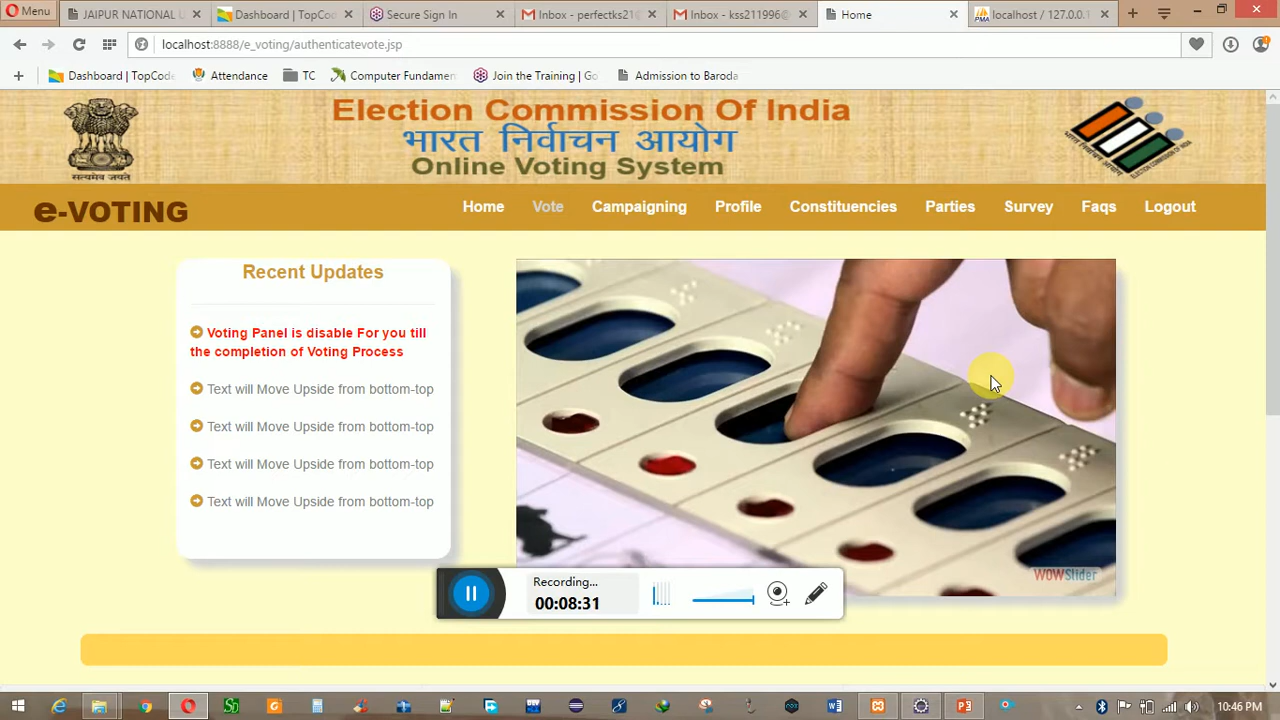 Menu
JAIPUR NATIONAL U
Dashboard | TopCod
Secure Sign In
Inbox - perfectks21@
Inbox - kss211996@
Home
localhost / 127.0.0.1
localhost:8888/e_voting/authenticatevote.jsp
Dashboard | TopCode
Attendance
TC
Computer Fundamen
Join the Training | Go
Admission to Baroda
Election Commission Of India
भारत निर्वाचन आयोग
Online Voting System
सत्यमेव जयते
e-VOTING
Home
Vote
Campaigning
Profile
Constituencies
Parties
Survey
Faqs
Logout
Recent Updates
Voting Panel is disable For you till
the completion of Voting Process
Text will Move Upside from bottom-top
Text will Move Upside from bottom-top
Text will Move Upside from bottom-top
Text will Move Upside from bottom-top
WOWSlider
Recording...
00:08:31
10:46 PM